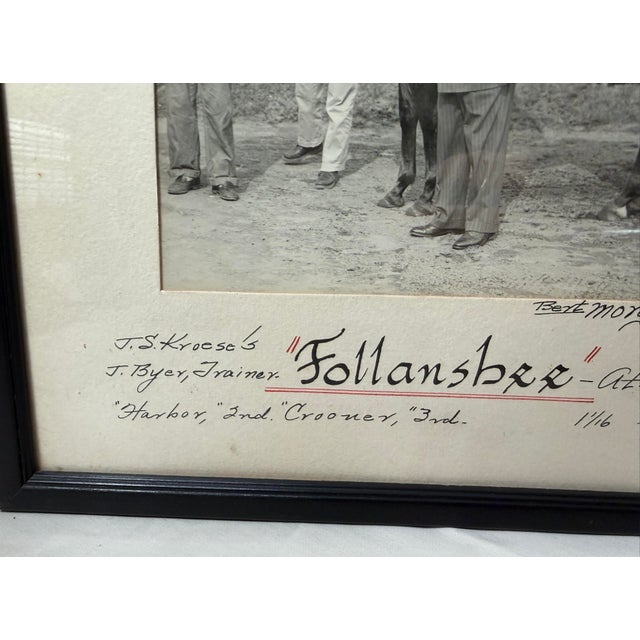 Bert Morg
J. S. Kroese's
J. Byer, Trainer. "Follansbee" - At
"Harbor," 2nd. "Crooner," 3rd. 1 1/16